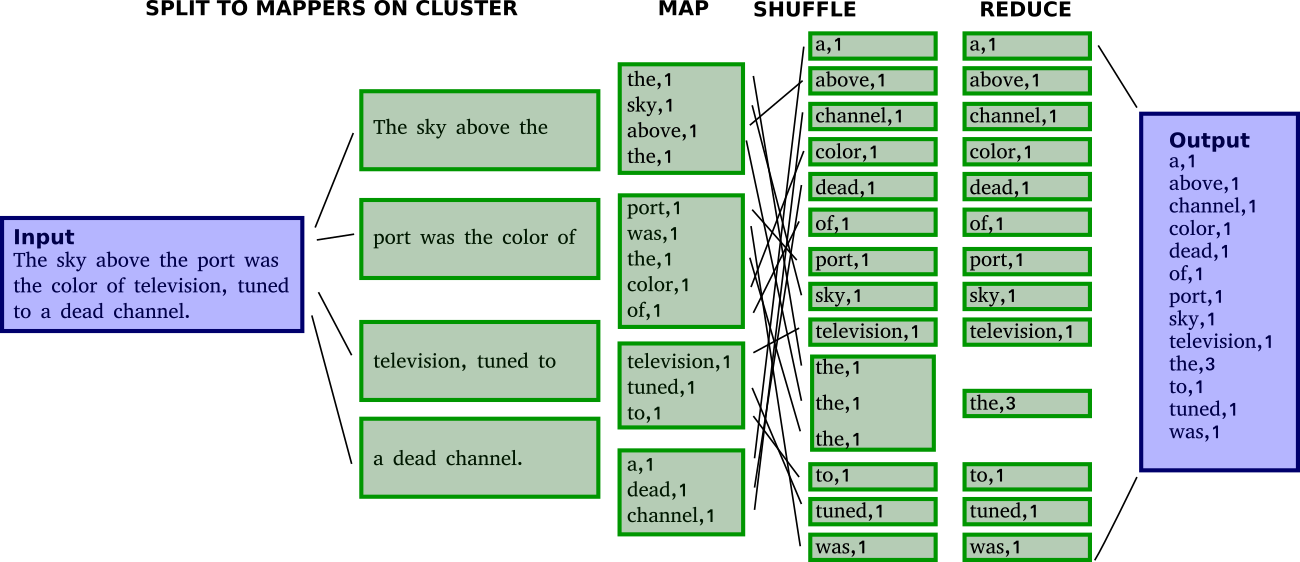 SPLIT TO MAPPERS ON CLUSTER
MAP
SHUFFLE
REDUCE
Input
The sky above the port was
the color of television, tuned
to a dead channel.
The sky above the
port was the color of
television, tuned to
a dead channel.
the,1
sky,1
above,1
the,1
port,1
was,1
the,1
color,1
of,1
television,1
tuned,1
to,1
a,1
dead,1
channel,1
a,1
above,1
channel,1
color,1
dead,1
of,1
port,1
sky,1
television,1
the,1
the,1
the,1
to,1
tuned,1
was,1
a,1
above,1
channel,1
color,1
dead,1
of,1
port,1
sky,1
television,1
the,3
to,1
tuned,1
was,1
Output
a,1
above,1
channel,1
color,1
dead,1
of,1
port,1
sky,1
television,1
the,3
to,1
tuned,1
was,1